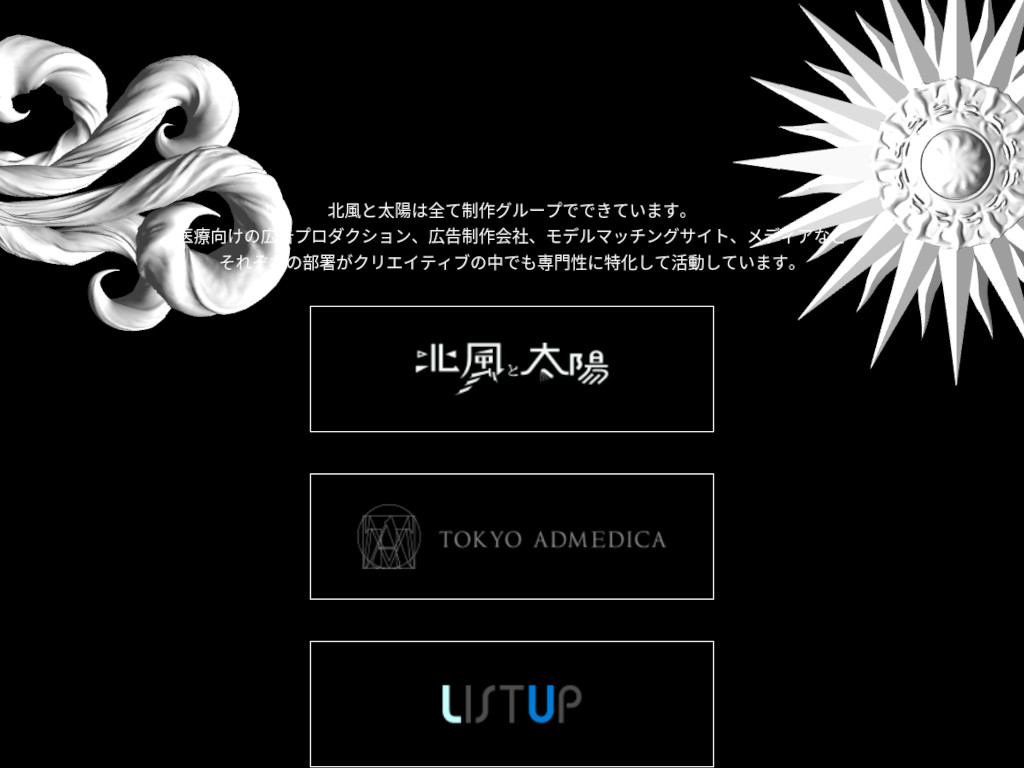 北風と太陽は全て制作グループでできています。
医療向けの広告プロダクション、広告制作会社、モデルマッチングサイト、メディアなど
それぞれの部署がクリエイティブの中でも専門性に特化して活動しています。
北風と太陽
TOKYO ADMEDICA
LISTUP